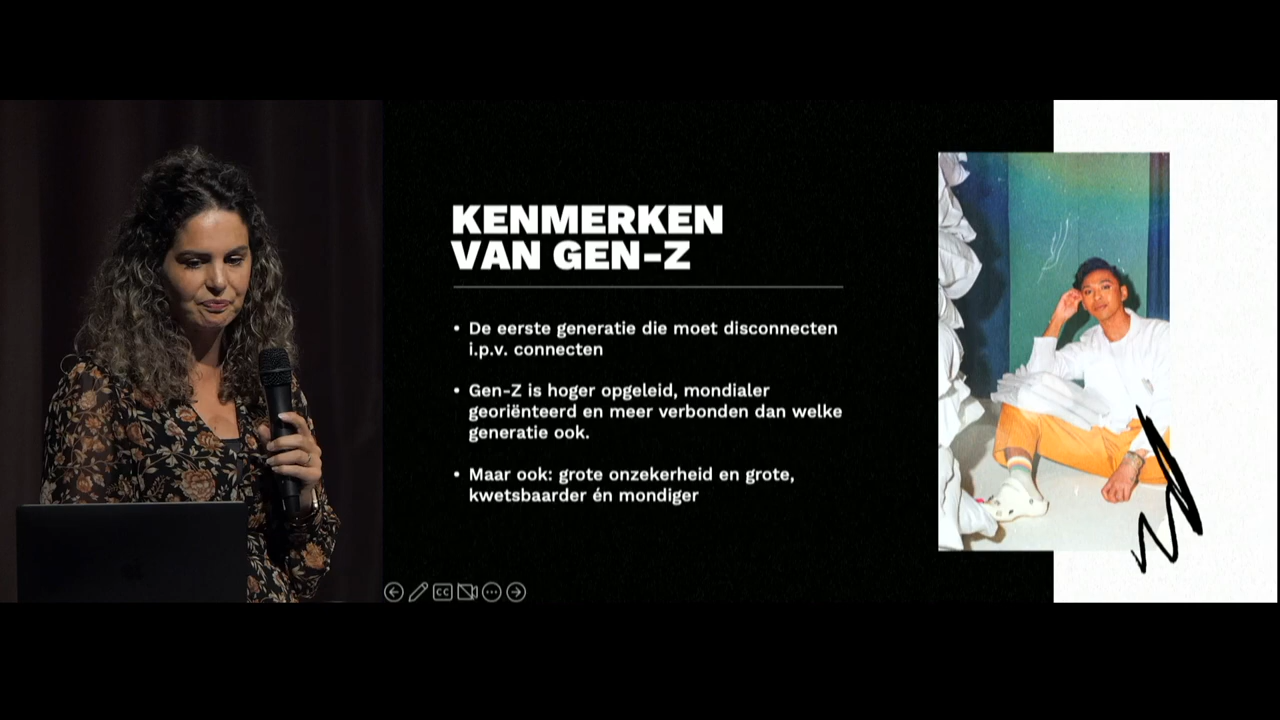 KENMERKEN
VAN GEN-Z
• De eerste generatie die moet disconnecten
i.p.v. connecten
• Gen-Z is hoger opgeleid, mondialer
georiënteerd en meer verbonden dan welke
generatie ook.
• Maar ook: grote onzekerheid en grote,
kwetsbaarder én mondiger
CC